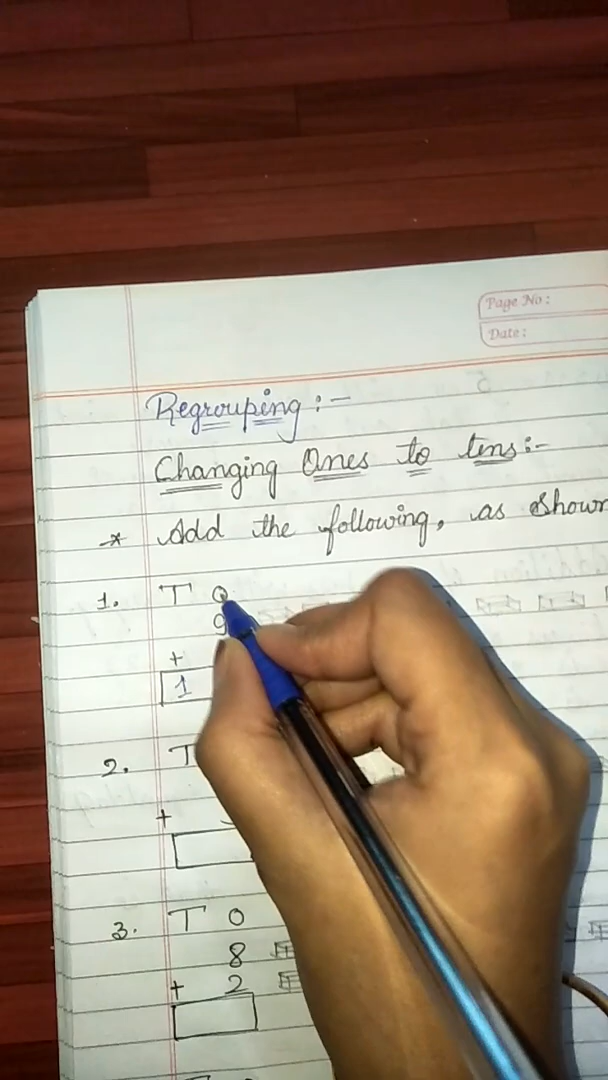 Page No :
Date :
Regrouping :-
Changing Ones to tens :-
* Add the following, as Shown
1. T O
9
+
1
2. T
+
3. T O
8
+ 2